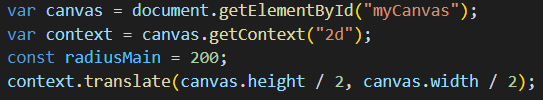 var canvas = document.getElementById("myCanvas");
var context = canvas.getContext("2d");
const radiusMain = 200;
context.translate(canvas.height / 2, canvas.width / 2);